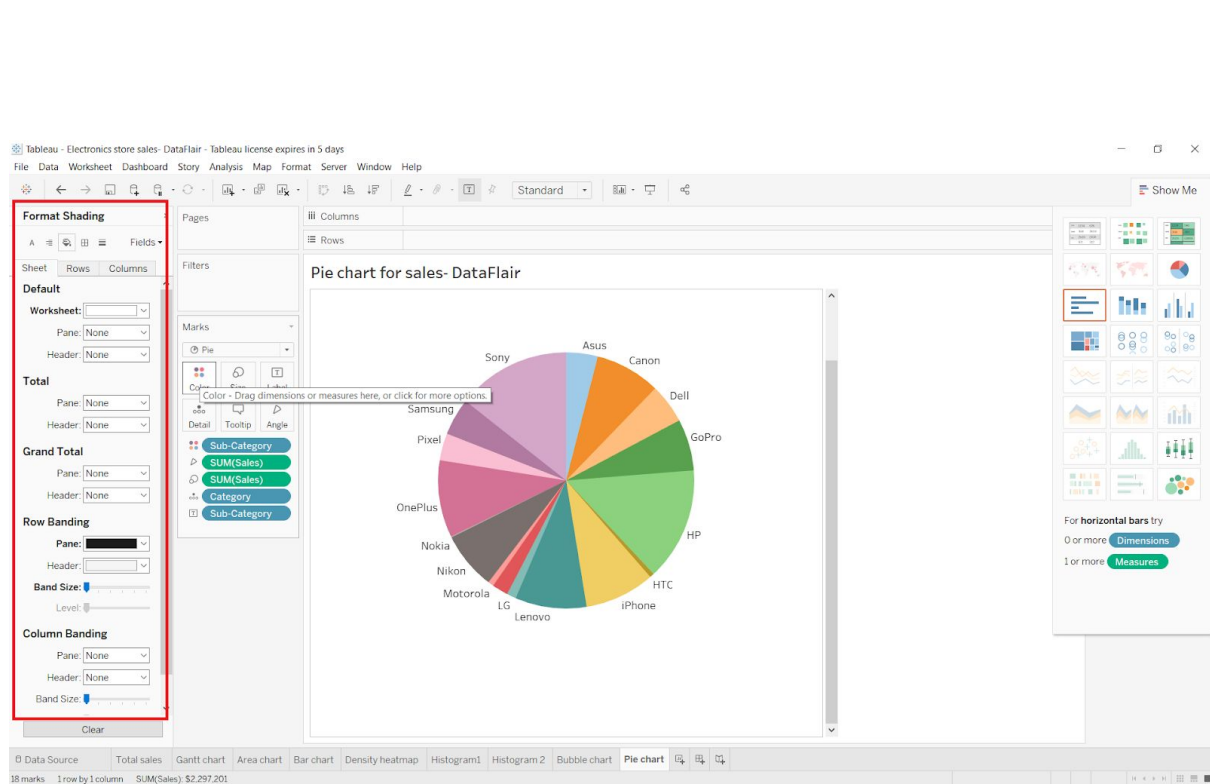 Tableau - Electronics store sales- DataFlair - Tableau license expires in 5 days
File Data Worksheet Dashboard Story Analysis Map Format Server Window Help
Standard
Show Me
Format Shading
Fields
Sheet Rows Columns
Default
Worksheet:
Pane: None
Header: None
Total
Pane: None
Header: None
Grand Total
Pane: None
Header: None
Row Banding
Pane:
Header:
Band Size:
Level:
Column Banding
Pane: None
Header: None
Band Size:
Clear
Pages
Filters
Marks
Pie
Color Size Label
Color - Drag dimensions or measures here, or click for more options.
Detail Tooltip Angle
Sub-Category
SUM(Sales)
SUM(Sales)
Category
Sub-Category
Columns
Rows
Pie chart for sales- DataFlair
Asus
Canon
Dell
GoPro
HP
HTC
iPhone
Lenovo
LG
Motorola
Nikon
Nokia
OnePlus
Pixel
Samsung
Sony
For horizontal bars try
0 or more Dimensions
1 or more Measures
Data Source Total sales Gantt chart Area chart Bar chart Density heatmap Histogram1 Histogram 2 Bubble chart Pie chart
18 marks 1 row by 1 column SUM(Sales): $2,297,201